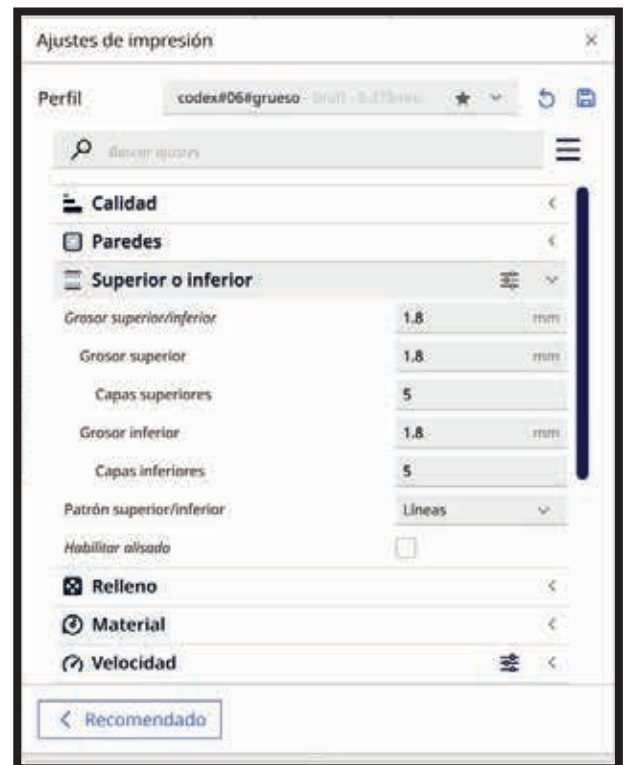 Ajustes de impresión ×
Perfil codex#06#grueso
Buscar ajustes
Calidad
Paredes
Superior o inferior
Grosor superior/inferior 1.8 mm
Grosor superior 1.8 mm
Capas superiores 5
Grosor inferior 1.8 mm
Capas inferiores 5
Patrón superior/inferior Líneas
Habilitar alisado
Relleno
Material
Velocidad
Recomendado